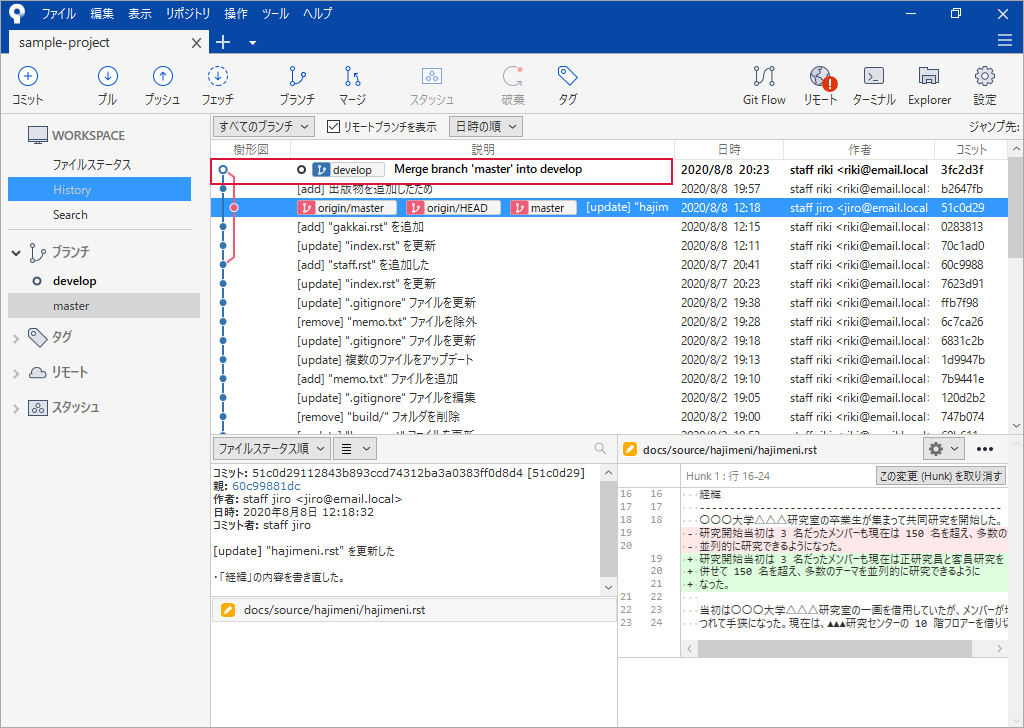 ファイル 編集 表示 リポジトリ 操作 ツール ヘルプ
sample-project
コミット プル プッシュ フェッチ ブランチ マージ スタッシュ 破棄 タグ Git Flow リモート ターミナル Explorer 設定
WORKSPACE
ファイルステータス
History
Search
ブランチ
develop
master
タグ
リモート
スタッシュ
すべてのブランチ リモートブランチを表示 日時の順 ジャンプ先:
樹形図 説明 日時 作者 コミット
develop Merge branch 'master' into develop 2020/8/8 20:23 staff riki <riki@email.local 3fc2d3f
[add] 出版物を追加したため 2020/8/8 18:53 staff riki <riki@email.local> b2647fb
origin/master origin/HEAD master [update] "hajim 2020/8/8 12:18 staff jiro <jiro@email.local> 51c0d29
[add] "gakkai.rst" を追加 2020/8/8 12:15 staff riki <riki@email.local> 0283813
[update] "index.rst" を更新 2020/8/8 12:11 staff riki <riki@email.local> 70c1ad0
[add] "staff.rst" を追加した 2020/8/7 20:41 staff riki <riki@email.local> 60c9988
[update] "index.rst" を更新 2020/8/7 20:23 staff riki <riki@email.local> 7623d91
[update] ".gitignore" ファイルを更新 2020/8/2 19:38 staff riki <riki@email.local> ffb7f98
[remove] "memo.txt" ファイルを除外 2020/8/2 19:28 staff riki <riki@email.local> 6c7ca26
[update] ".gitignore" ファイルを更新 2020/8/2 19:18 staff riki <riki@email.local> 6831c2b
[update] 複数のファイルをアップデート 2020/8/2 19:13 staff riki <riki@email.local> 1d9947b
[add] "memo.txt" ファイルを追加 2020/8/2 19:10 staff riki <riki@email.local> 7b9441e
[update] ".gitignore" ファイルを編集 2020/8/2 19:05 staff riki <riki@email.local> 120d2b2
[remove] "build/" フォルダを削除 2020/8/2 19:00 staff riki <riki@email.local> 747b074
ファイルステータス順
コミット: 51c0d29112843b893ccd74312ba3a0383ff0d8d4 [51c0d29]
親: 60c99881dc
作者: staff jiro <jiro@email.local>
日時: 2020年8月8日 12:18:32
コミット者: staff jiro
[update] "hajimeni.rst" を更新した
・「経緯」の内容を書き直した。
docs/source/hajimeni/hajimeni.rst
docs/source/hajimeni/hajimeni.rst
Hunk 1 : 行 16-24 この変更 (Hunk) を取り消す
16 16 経緯
17 17 --------------------------------------------
18 18 〇〇〇大学△△△研究室の卒業生が集まって共同研究を開始した。
19 - 研究開始当初は 3 名だったメンバーも現在は 150 名を超え、多数の
20 - 並列的に研究できるようになった。
19 + 研究開始当初は 3 名だったメンバーも現在は正研究員と客員研究を
20 + 併せて 150 名を超え、多数のテーマを並列的に研究できるように
21 + なった。
21 22
22 23 当初は〇〇〇大学△△△研究室の一画を借用していたが、メンバーが
23 24 つれて手狭になった。現在は、▲▲▲研究センターの 10 階フロアーを借り